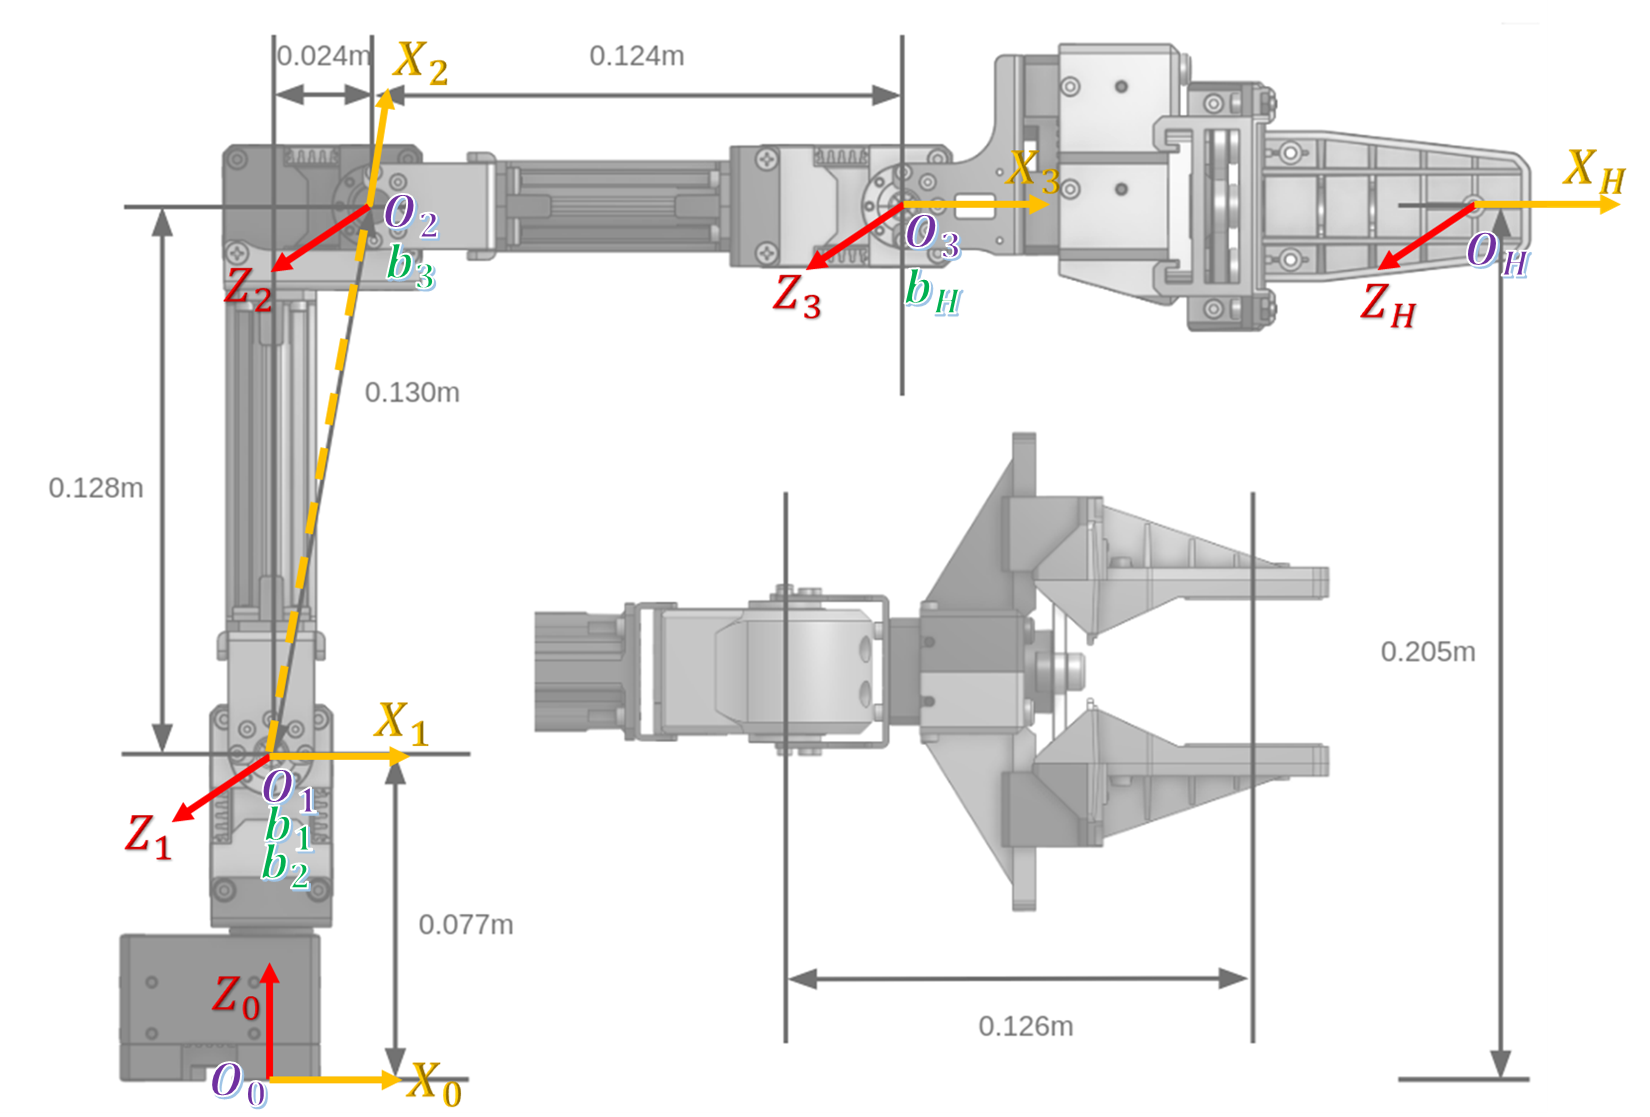 0.024m
X2
0.124m
X3
XH
O2
b3
Z2
O3
bH
Z3
OH
ZH
0.130m
0.128m
0.205m
X1
O1
b1
b2
Z1
0.077m
Z0
O0
X0
0.126m